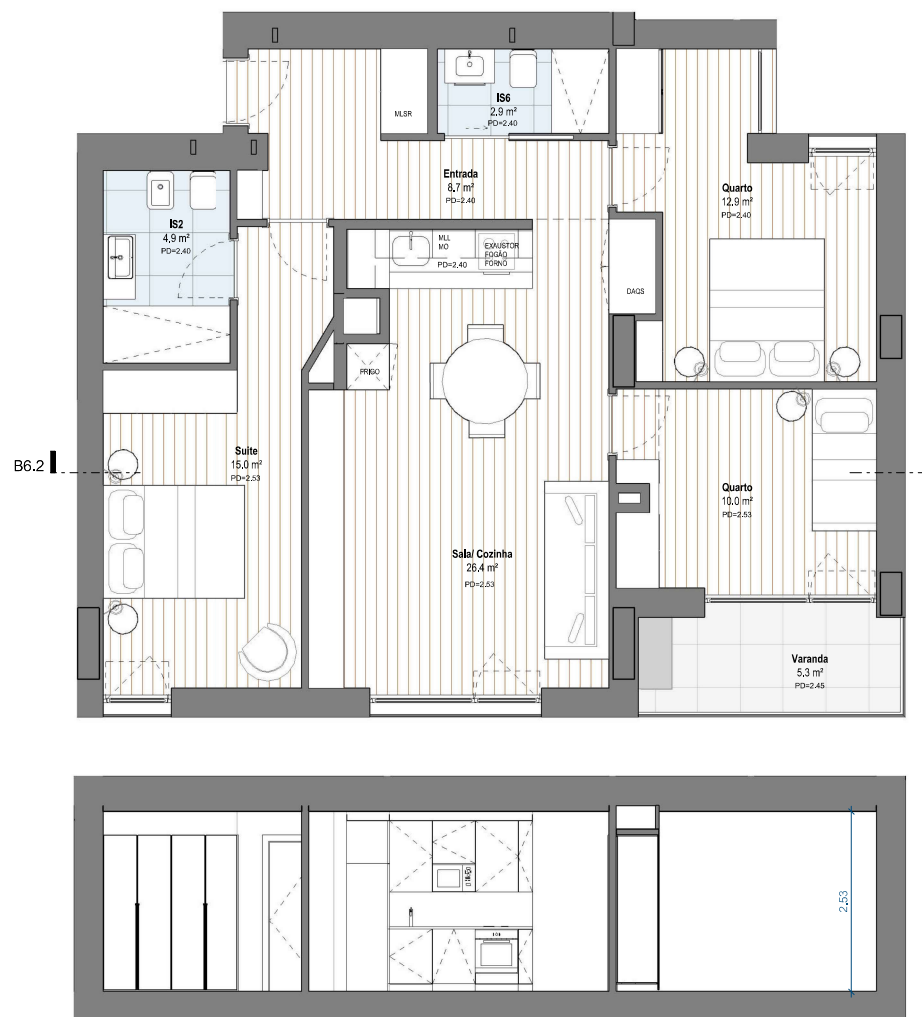 MLSR
IS6
2.9 m²
PD=2.40
Entrada
8.7 m²
PD=2.40
Quarto
12.9 m²
PD=2.40
IS2
4,9 m²
PD=2.40
MLL
MO
PD=2.40
EXAUSTOR
FOGÃO
FORNO
DAQS
FRIGO
B6.2
Suite
15.0 m²
PD=2.53
Quarto
10.0 m²
PD=2.53
Sala/ Cozinha
26.4 m²
PD=2.53
Varanda
5.3 m²
PD=2.45
2.53